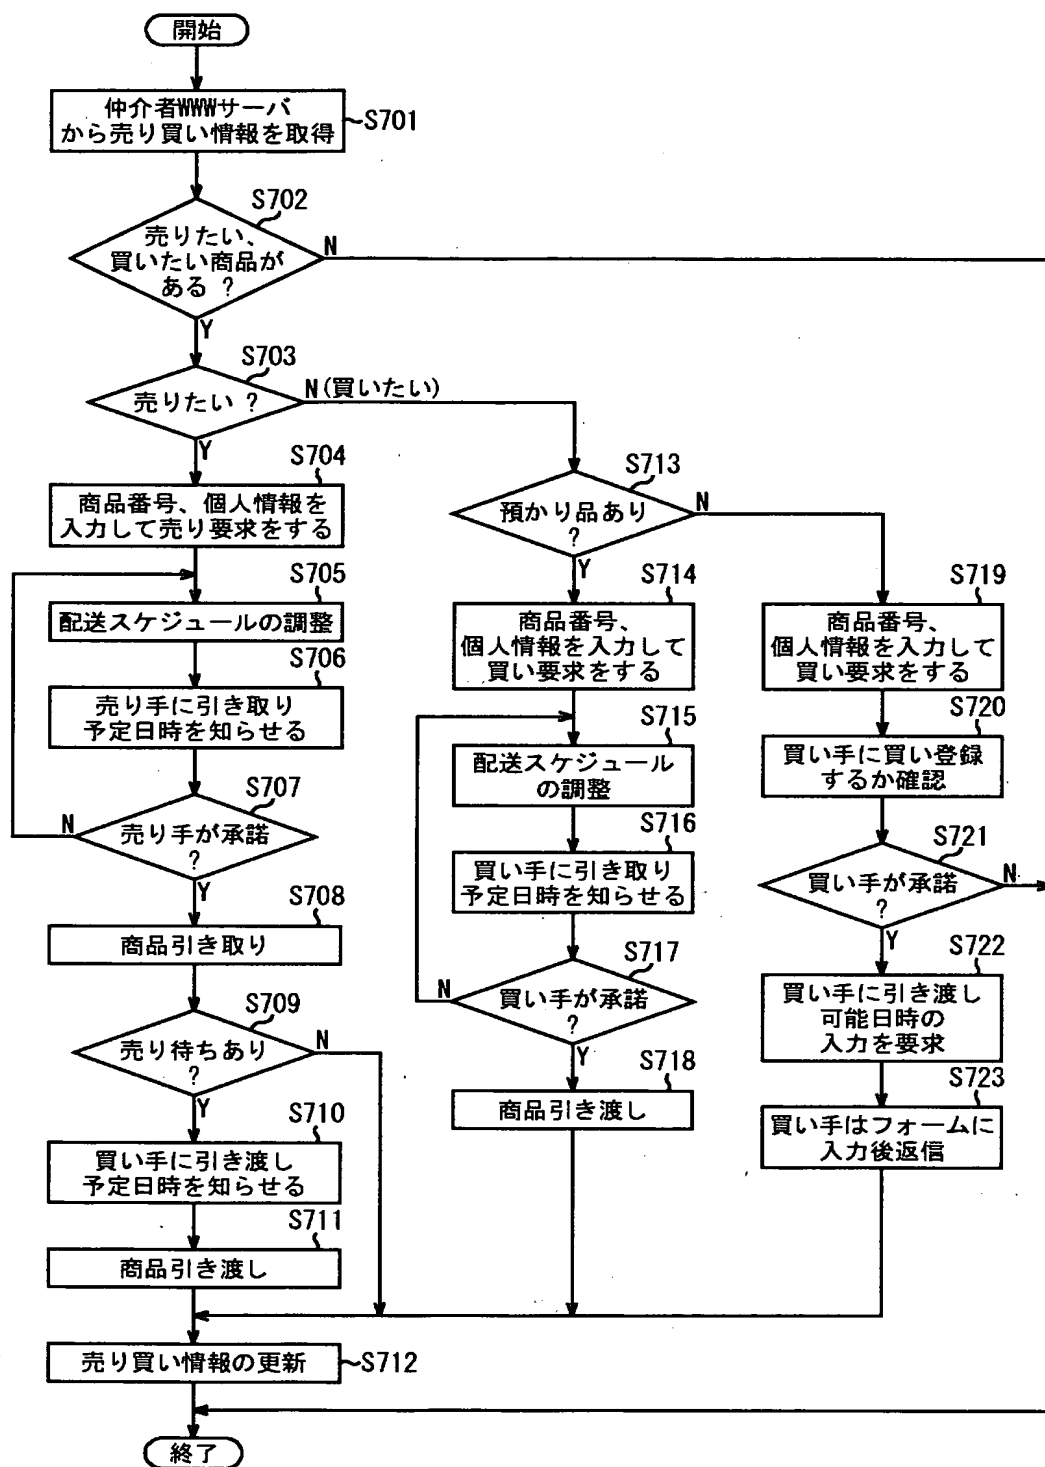 開始
仲介者WWWサーバ
から売り買い情報を取得
S701
S702
売りたい、
買いたい商品が
ある ?
N
Y
S703
売りたい ?
N(買いたい)
Y
S704
商品番号、個人情報を
入力して売り要求をする
S705
配送スケジュールの調整
S706
売り手に引き取り
予定日時を知らせる
S707
売り手が承諾
?
N
Y
S708
商品引き取り
S709
売り待ちあり
?
N
Y
S710
買い手に引き渡し
予定日時を知らせる
S711
商品引き渡し
売り買い情報の更新
S712
終了
S713
預かり品あり
?
N
Y
S714
商品番号、
個人情報を入力して
買い要求をする
S715
配送スケジュール
の調整
S716
買い手に引き取り
予定日時を知らせる
S717
買い手が承諾
?
N
Y
S718
商品引き渡し
S719
商品番号、
個人情報を入力して
買い要求をする
S720
買い手に買い登録
するか確認
S721
買い手が承諾
?
N
Y
S722
買い手に引き渡し
可能日時の
入力を要求
S723
買い手はフォームに
入力後返信